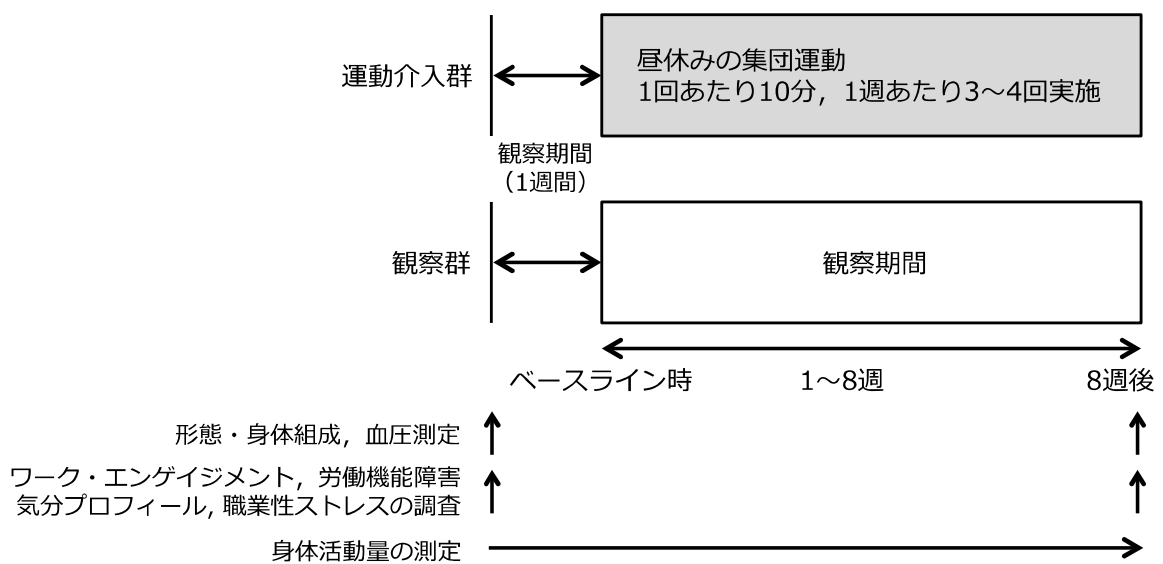 運動介入群
昼休みの集団運動
1回あたり10分，1週あたり3～4回実施
観察期間
（1週間）
観察群
観察期間
ベースライン時
1～8週
8週後
形態・身体組成，血圧測定
ワーク・エンゲイジメント，労働機能障害
気分プロフィール，職業性ストレスの調査
身体活動量の測定